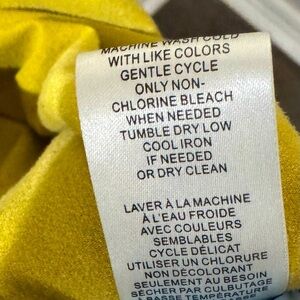 MACHINE WASH COLD
WITH LIKE COLORS
GENTLE CYCLE
ONLY NON-
CHLORINE BLEACH
WHEN NEEDED
TUMBLE DRY LOW
COOL IRON
IF NEEDED
OR DRY CLEAN
LAVER À LA MACHINE
À L'EAU FROIDE
AVEC COULEURS
SEMBLABLES
CYCLE DÉLICAT
UTILISER UN CHLORURE
NON DÉCOLORANT
SEULEMENT AU BESOIN
SÉCHER PAR CULBUTAGE
À BASSE TEMPÉRATURE